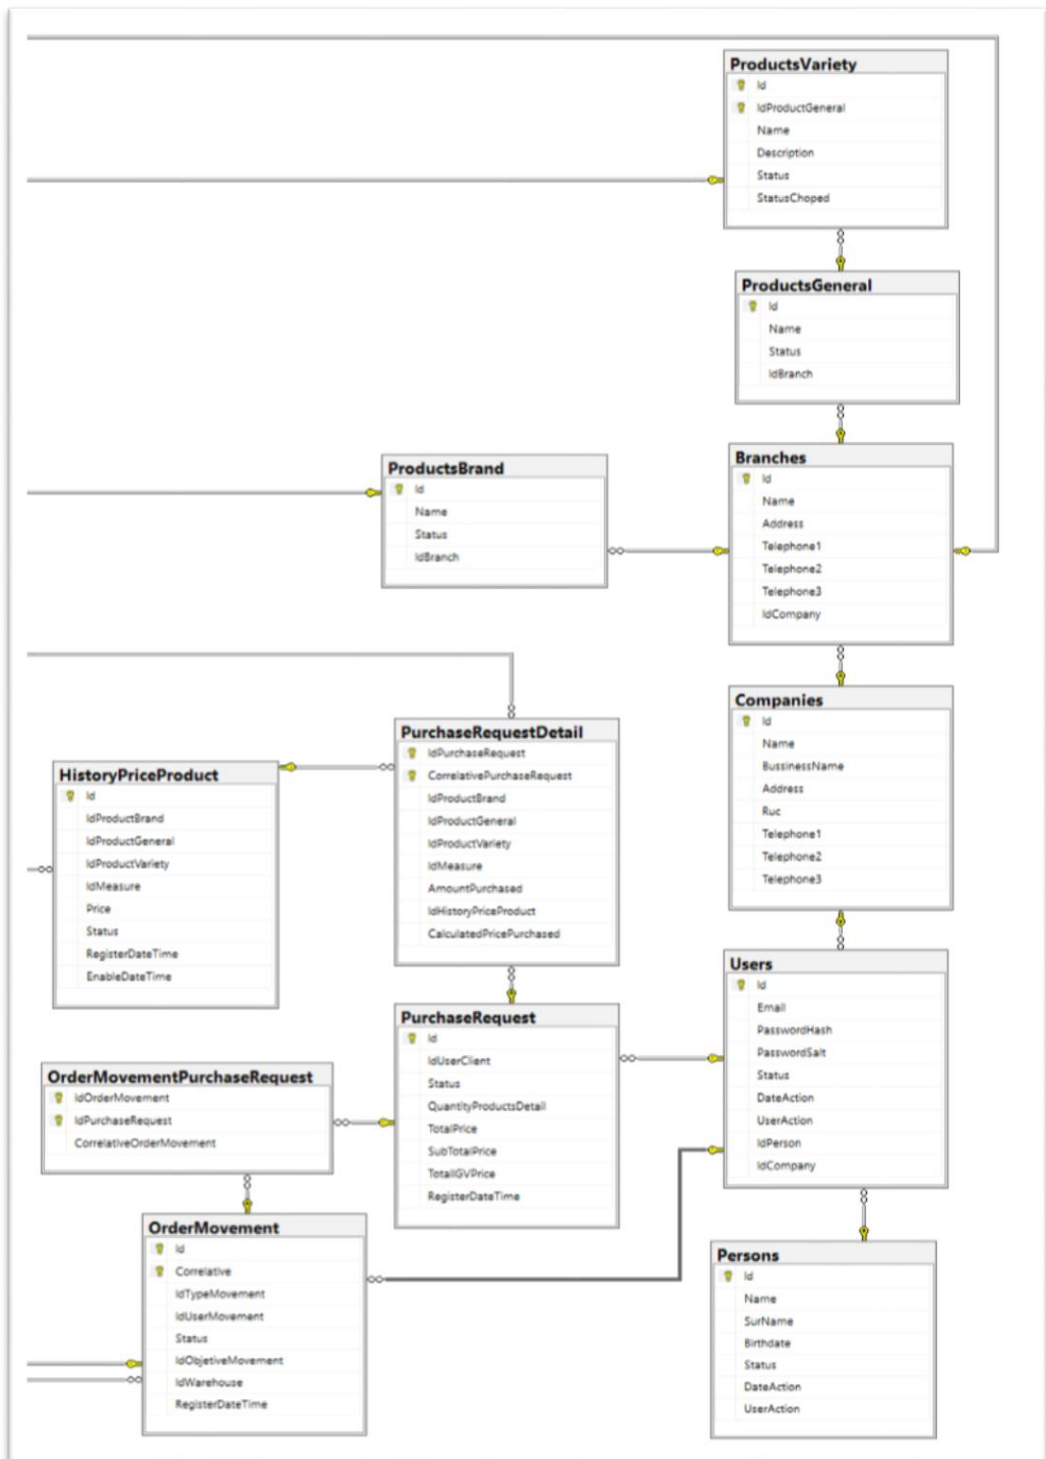 ProductsVariety
Id
IdProductGeneral
Name
Description
Status
StatusChoped
ProductsGeneral
Id
Name
Status
IdBranch
Branches
Id
Name
Address
Telephone1
Telephone2
Telephone3
IdCompany
ProductsBrand
Id
Name
Status
IdBranch
Companies
Id
Name
BussinessName
Address
Ruc
Telephone1
Telephone2
Telephone3
PurchaseRequestDetail
IdPurchaseRequest
CorrelativePurchaseRequest
IdProductBrand
IdProductGeneral
IdProductVariety
IdMeasure
AmountPurchased
IdHistoryPriceProduct
CalculatedPricePurchased
HistoryPriceProduct
Id
IdProductBrand
IdProductGeneral
IdProductVariety
IdMeasure
Price
Status
RegisterDateTime
EnableDateTime
Users
Id
Email
PasswordHash
PasswordSalt
Status
DateAction
UserAction
IdPerson
IdCompany
PurchaseRequest
Id
IdUserClient
Status
QuantityProductsDetail
TotalPrice
SubTotalPrice
TotalIGVPrice
RegisterDateTime
OrderMovementPurchaseRequest
IdOrderMovement
IdPurchaseRequest
CorrelativeOrderMovement
OrderMovement
Id
Correlative
IdTypeMovement
IdUserMovement
Status
IdObjetiveMovement
IdWarehouse
RegisterDateTime
Persons
Id
Name
SurName
Birthdate
Status
DateAction
UserAction